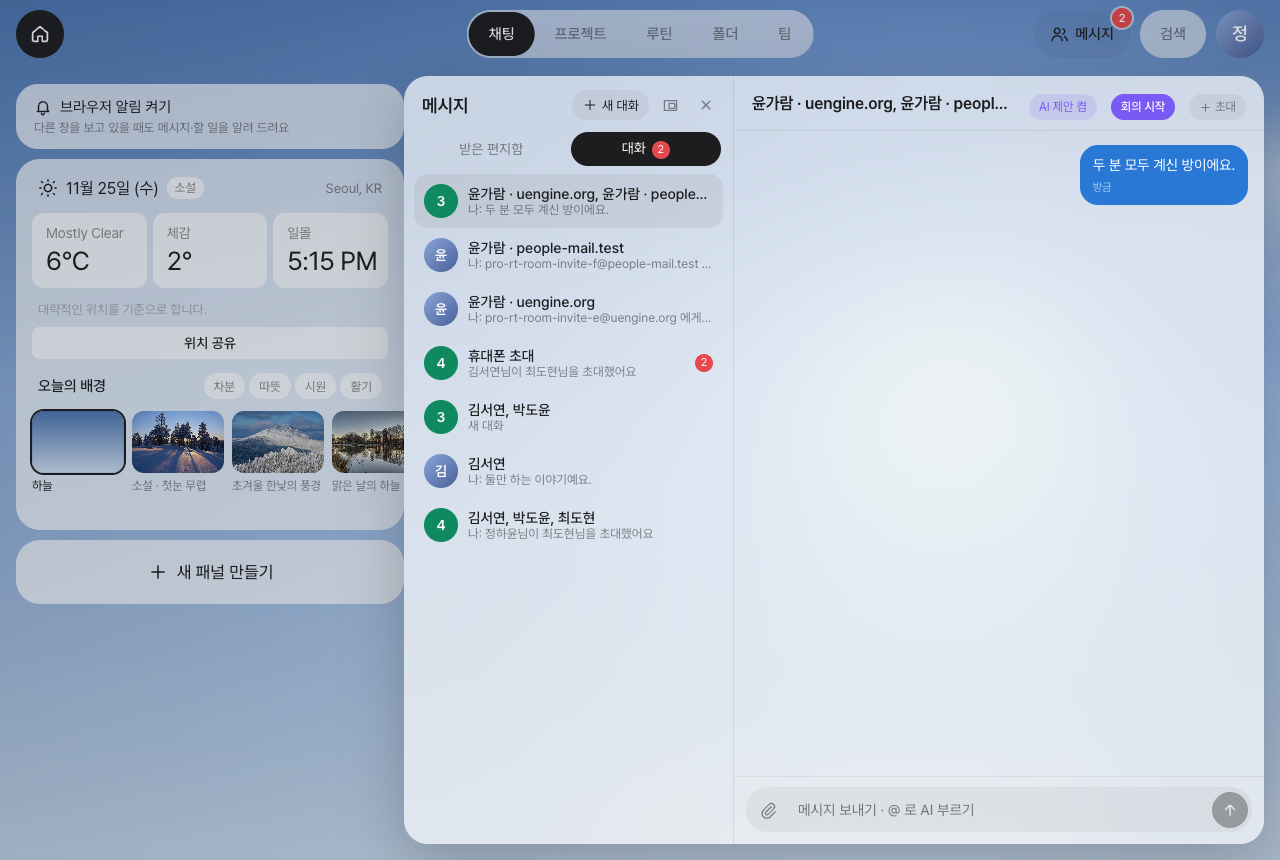 채팅
프로젝트
루틴
폴더
팀
메시지
2
검색
정
브라우저 알림 켜기
다른 창을 보고 있을 때도 메시지·할 일을 알려 드려요
11월 25일 (수)
소설
Seoul, KR
Mostly Clear
6°C
체감
2°
일몰
5:15 PM
대략적인 위치를 기준으로 합니다.
위치 공유
오늘의 배경
차분
따뜻
시원
활기
하늘
소설 · 첫눈 무렵
초겨울 한낮의 풍경
맑은 날의 하늘
새 패널 만들기
메시지
새 대화
받은 편지함
대화 2
3
윤가람 · uengine.org, 윤가람 · people...
나: 두 분 모두 계신 방이에요.
윤
윤가람 · people-mail.test
나: pro-rt-room-invite-f@people-mail.test ...
윤
윤가람 · uengine.org
나: pro-rt-room-invite-e@uengine.org 에게...
4
휴대폰 초대
김서연님이 최도현님을 초대했어요
2
3
김서연, 박도윤
새 대화
김
김서연
나: 둘만 하는 이야기예요.
4
김서연, 박도윤, 최도현
나: 정하윤님이 최도현님을 초대했어요
윤가람 · uengine.org, 윤가람 · peopl...
AI 제안 켬
회의 시작
초대
두 분 모두 계신 방이에요.
방금
메시지 보내기 · @ 로 AI 부르기